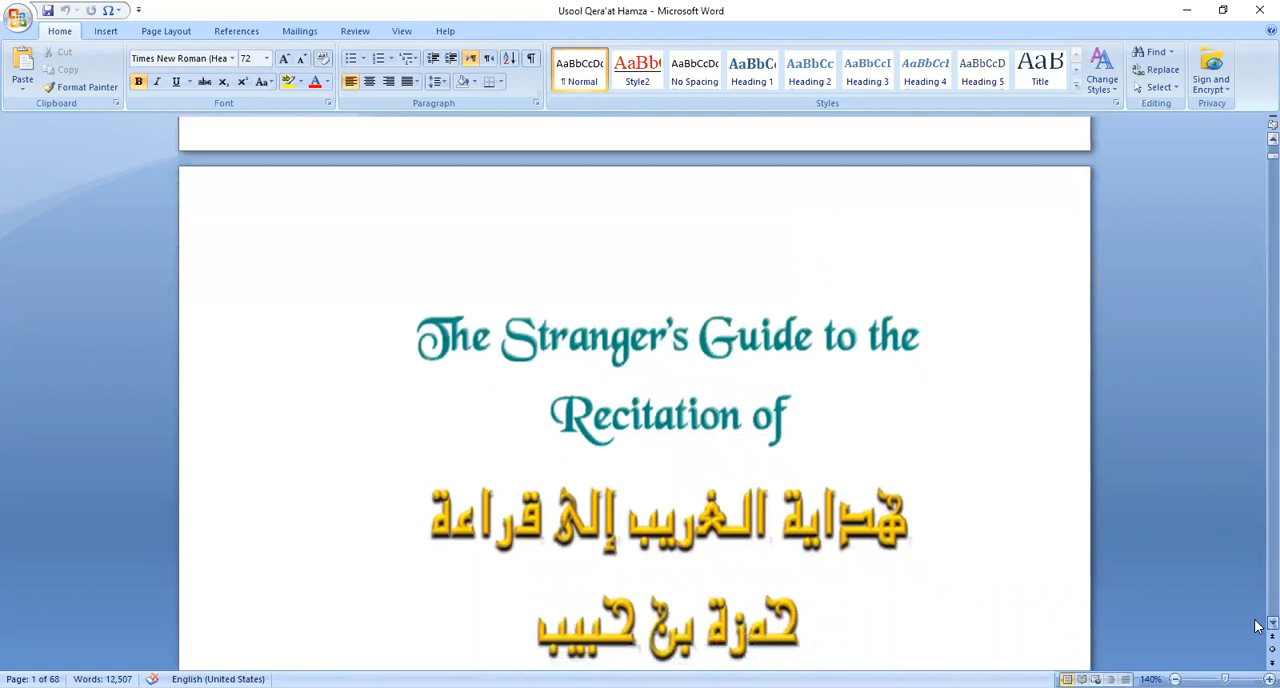 Usool Qera'at Hamza - Microsoft Word
Home Insert Page Layout References Mailings Review View Help
Paste
Cut
Copy
Format Painter
Clipboard
Times New Roman (Hea 72
Font
Paragraph
AaBbCcDc AaBb( AaBbCcDc AaBbC AaBbCc AaBbCcI AaBbCcI AaBbCcD AaB
¶ Normal Style2 No Spacing Heading 1 Heading 2 Heading 3 Heading 4 Heading 5 Title
Change Styles
Styles
Find
Replace
Select
Editing
Sign and Encrypt
Privacy
The Stranger's Guide to the
Recitation of
هداية الغريب إلى قراءة
حمزة بن حبيب
Page: 1 of 68 Words: 12,507 English (United States) 140%